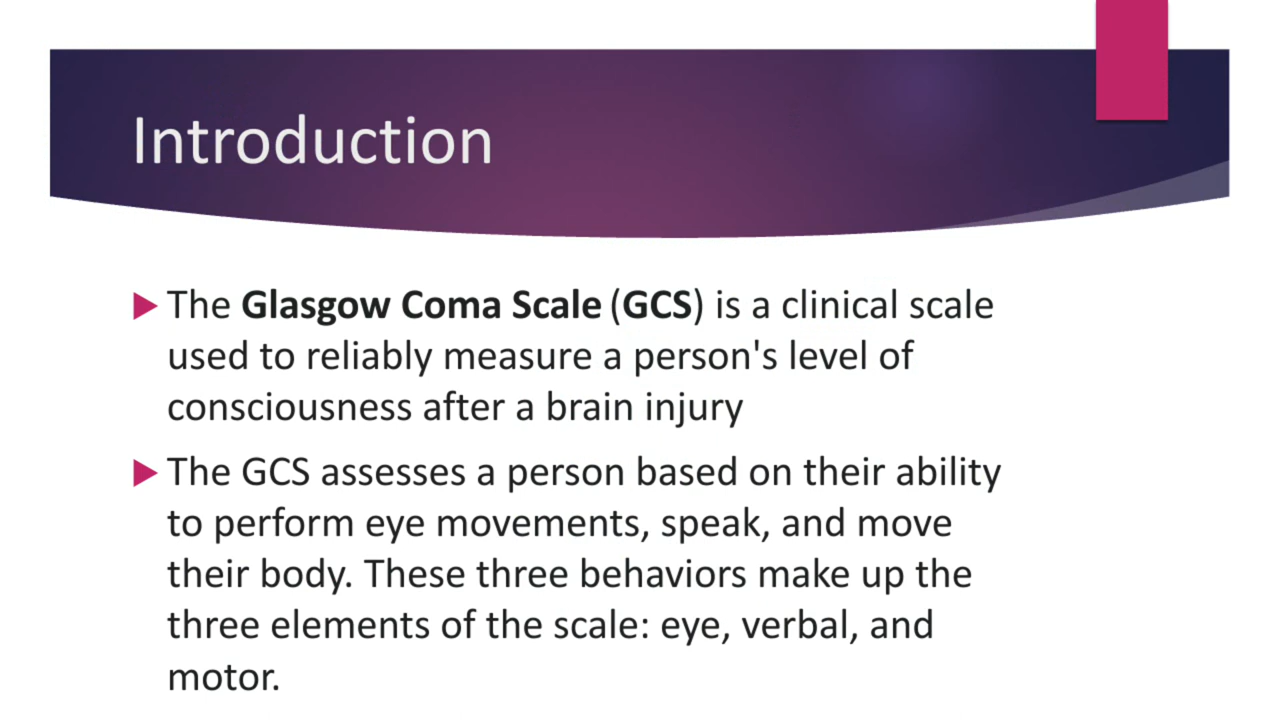 Introduction
The Glasgow Coma Scale (GCS) is a clinical scale
used to reliably measure a person's level of
consciousness after a brain injury
The GCS assesses a person based on their ability
to perform eye movements, speak, and move
their body. These three behaviors make up the
three elements of the scale: eye, verbal, and
motor.